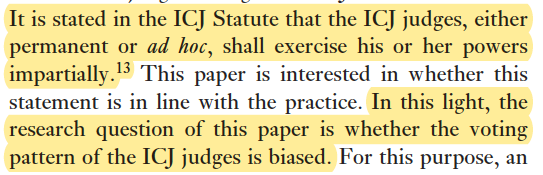 It is stated in the ICJ Statute that the ICJ judges, either
permanent or ad hoc, shall exercise his or her powers
impartially.13 This paper is interested in whether this
statement is in line with the practice. In this light, the
research question of this paper is whether the voting
pattern of the ICJ judges is biased. For this purpose, an